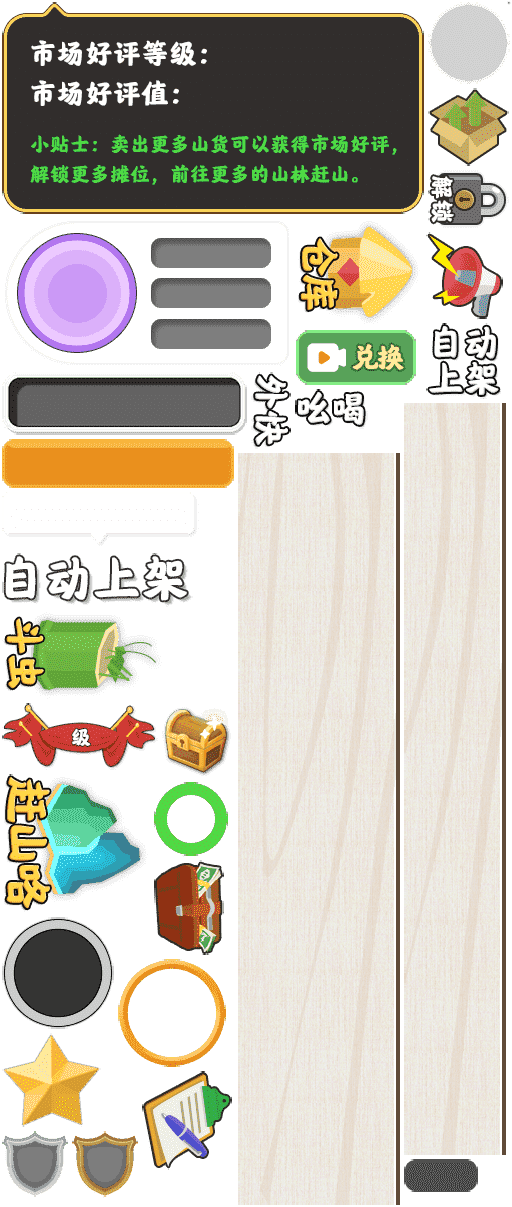 市场好评等级：
市场好评值：
小贴士：卖出更多山货可以获得市场好评，
解锁更多摊位，前往更多的山林赶山。
解锁
仓库
自动
上架
兑换
外快
吆喝
自动上架
斗虫
级
赶山咯